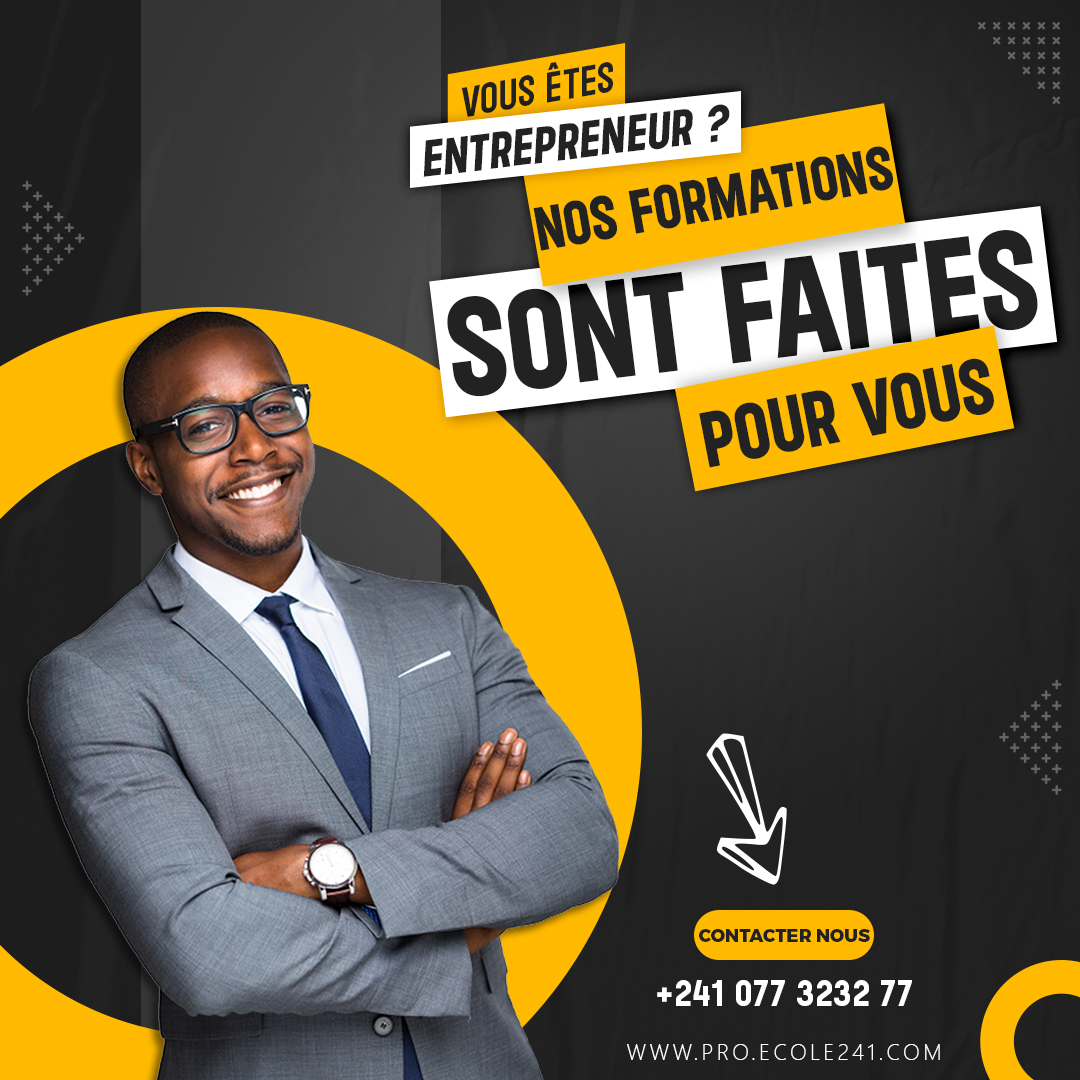 VOUS ÊTES
ENTREPRENEUR ?
NOS FORMATIONS
SONT FAITES
POUR VOUS
CONTACTER NOUS
+241 077 3232 77
WWW.PRO.ECOLE241.COM